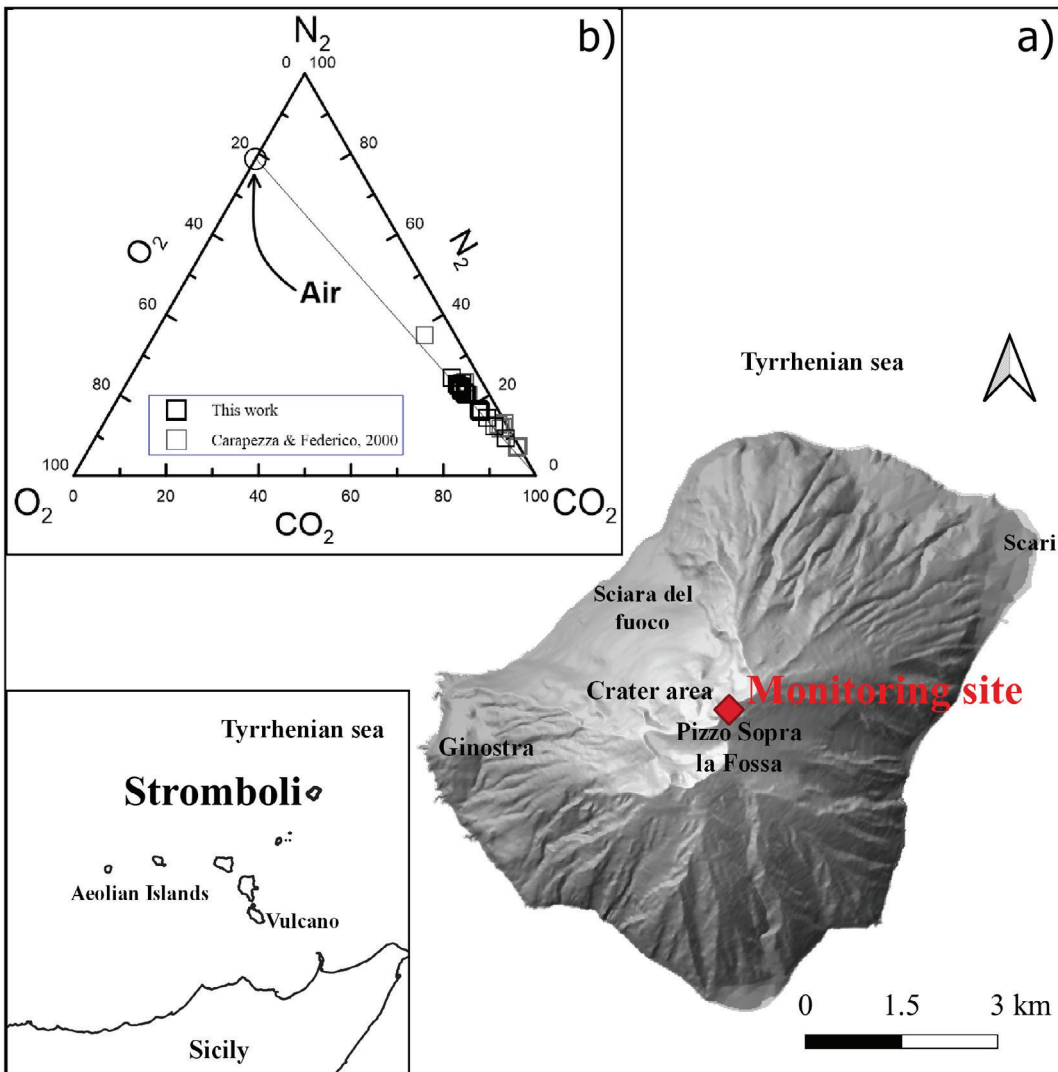 b)
a)
N₂
0 100
20
80
40
60
O₂
N₂
Air
60
40
80
20
This work
Carapezza & Federico, 2000
100
0
0
20
40
60
80
100
O₂
CO₂
CO₂
Tyrrhenian sea
Scari
Sciara del
fuoco
Crater area
Monitoring site
Pizzo Sopra
la Fossa
Ginostra
Tyrrhenian sea
Stromboli
Aeolian Islands
Vulcano
Sicily
0 1.5 3 km